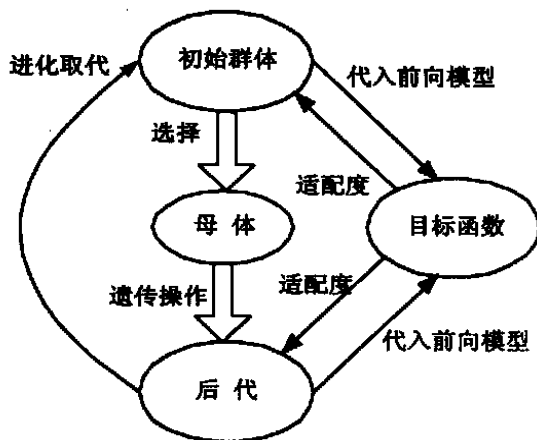 进化取代
初始群体
代入前向模型
选择
适配度
母体
目标函数
遗传操作
适配度
代入前向模型
后代